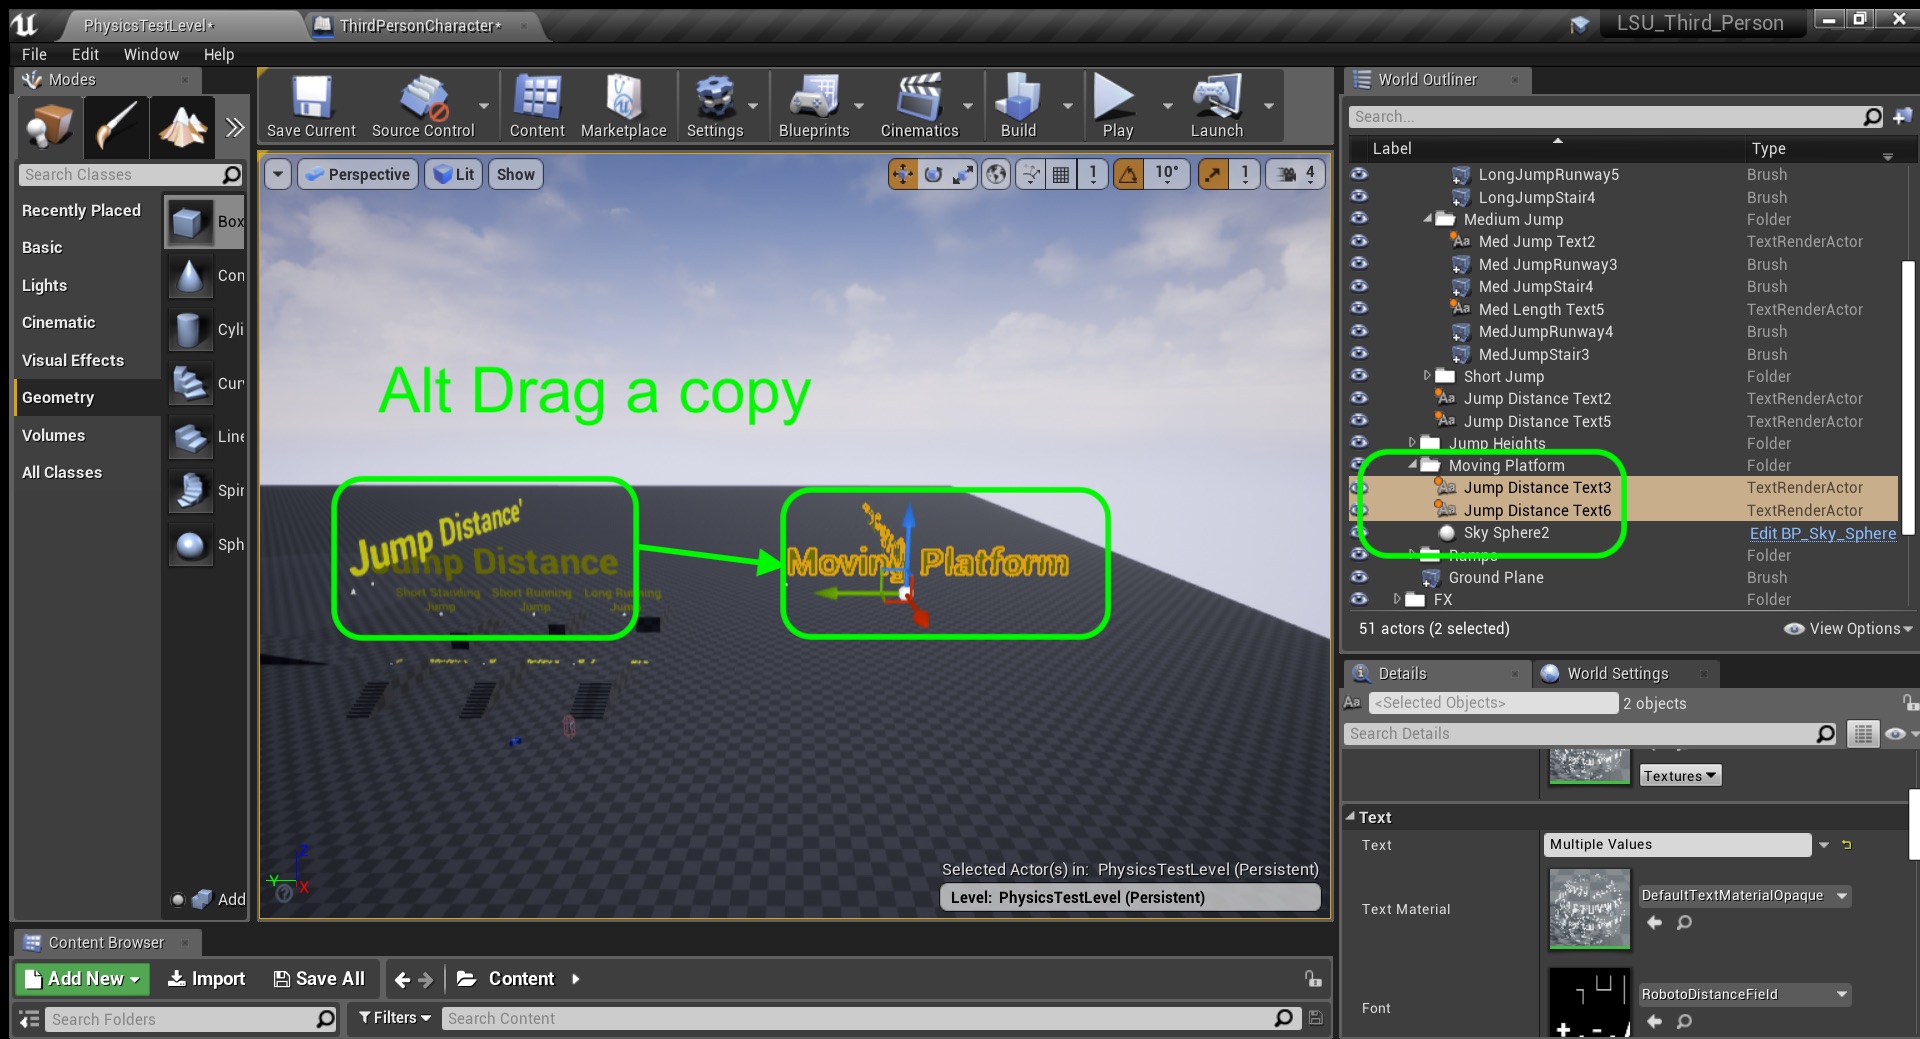 PhysicsTestLevel*
ThirdPersonCharacter*
LSU_Third_Person
File Edit Window Help
Modes
Save Current
Source Control
Content
Marketplace
Settings
Blueprints
Cinematics
Build
Play
Launch
Search Classes
Recently Placed
Basic
Lights
Cinematic
Visual Effects
Geometry
Volumes
All Classes
Box
Con
Cyli
Cur
Line
Spir
Sph
Add
Perspective
Lit
Show
1
10°
1
4
Alt Drag a copy
Jump Distance'
Jump Distance
Short Standing Jump
Short Running Jump
Long Running Jump
Moving Platform
Z
Y
X
Selected Actor(s) in: PhysicsTestLevel (Persistent)
Level: PhysicsTestLevel (Persistent)
World Outliner
Search...
Label Type
LongJumpRunway5 Brush
LongJumpStair4 Brush
Medium Jump Folder
Aa Med Jump Text2 TextRenderActor
Med JumpRunway3 Brush
Med JumpStair4 Brush
Aa Med Length Text5 TextRenderActor
MedJumpRunway4 Brush
MedJumpStair3 Brush
Short Jump Folder
Aa Jump Distance Text2 TextRenderActor
Aa Jump Distance Text5 TextRenderActor
Jump Heights Folder
Moving Platform Folder
Aa Jump Distance Text3 TextRenderActor
Aa Jump Distance Text6 TextRenderActor
Sky Sphere2 Edit BP_Sky_Sphere
Ramps Folder
Ground Plane Brush
FX Folder
51 actors (2 selected)
View Options
Details
World Settings
Aa <Selected Objects> 2 objects
Search Details
Textures
Text
Text Multiple Values
Text Material DefaultTextMaterialOpaque
Font RobotoDistanceField
Content Browser
Add New
Import
Save All
Content
Search Folders
Filters
Search Content